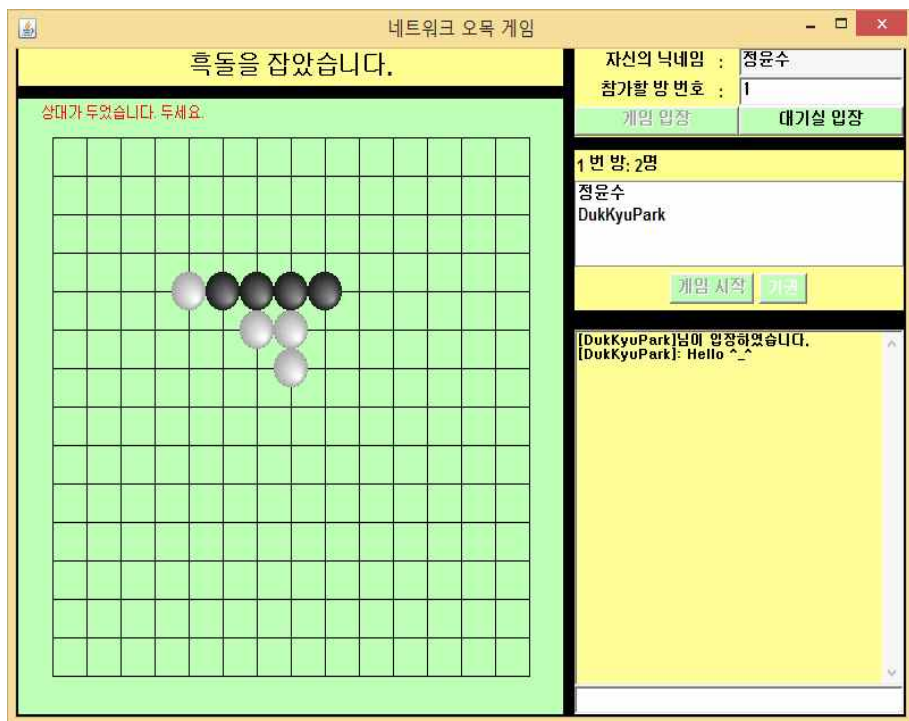 네트워크 오목 게임
흑돌을 잡았습니다.
상대가 두었습니다. 두세요.
자신의 닉네임 : 정윤수
참가할 방 번호 : 1
게임 입장 대기실 입장
1 번 방: 2명
정윤수
DukKyuPark
게임 시작 기권
[DukKyuPark]님이 입장하였습니다.
[DukKyuPark]: Hello ^_^